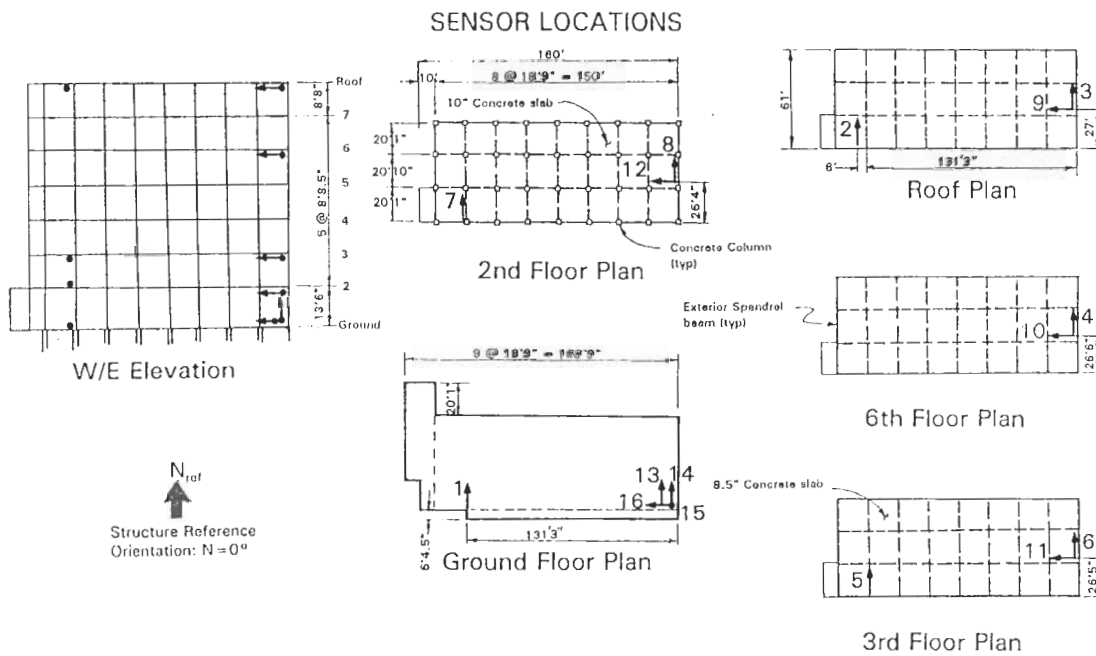 SENSOR LOCATIONS
Roof
8'8"
7
6
5
4
3
2
Ground
5 @ 8'8.5"
13'6"
W/E Elevation
160'
10'
8 @ 18'9" = 150'
10" Concrete slab
20'1"
20'10"
20'1"
8
12
7
26'4"
Concrete Column
(typ)
2nd Floor Plan
61'
9
3
2
27'
6'
131'3"
Roof Plan
Exterior Spandrel
beam (typ)
4
10
26'6"
6th Floor Plan
9 @ 18'9" = 168'9"
20'1"
1
13
14
16
15
6'4.5"
131'3"
Ground Floor Plan
Nref
Structure Reference
Orientation: N = 0°
8.5" Concrete slab
11
6
5
26'5"
3rd Floor Plan